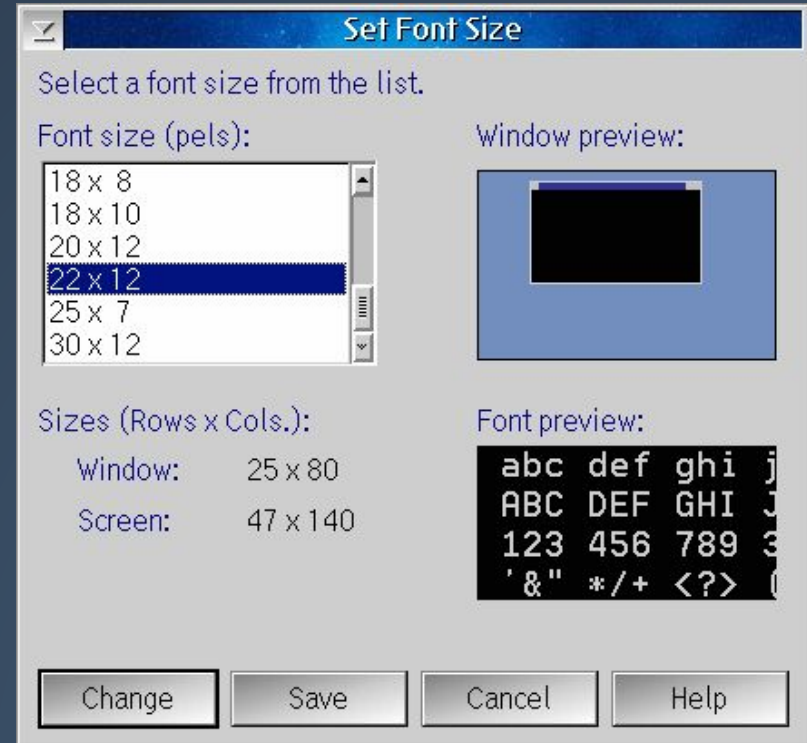 Set Font Size
Select a font size from the list.
Font size (pels):
18 x 8
18 x 10
20 x 12
22 x 12
25 x 7
30 x 12
Window preview:
Sizes (Rows x Cols.):
Window: 25 x 80
Screen: 47 x 140
Font preview:
abc def ghi j
ABC DEF GHI J
123 456 789 3
'&" */+ <?> (
Change Save Cancel Help